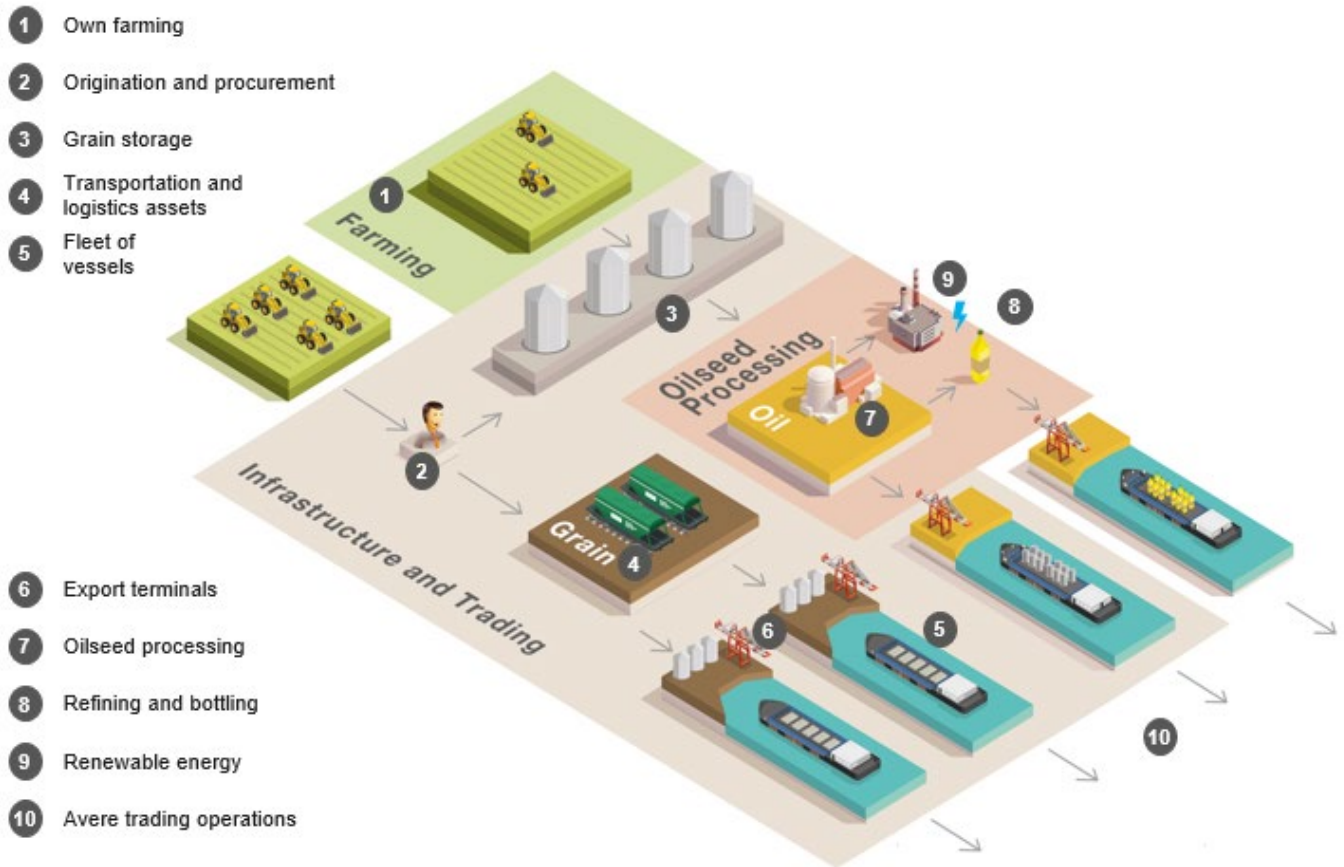 1 Own farming
2 Origination and procurement
3 Grain storage
4 Transportation and
logistics assets
5 Fleet of
vessels
6 Export terminals
7 Oilseed processing
8 Refining and bottling
9 Renewable energy
10 Avere trading operations
1
Farming
3
9
8
Oilseed
Processing
Oil
7
2
Infrastructure and Trading
Grain
4
6
5
10